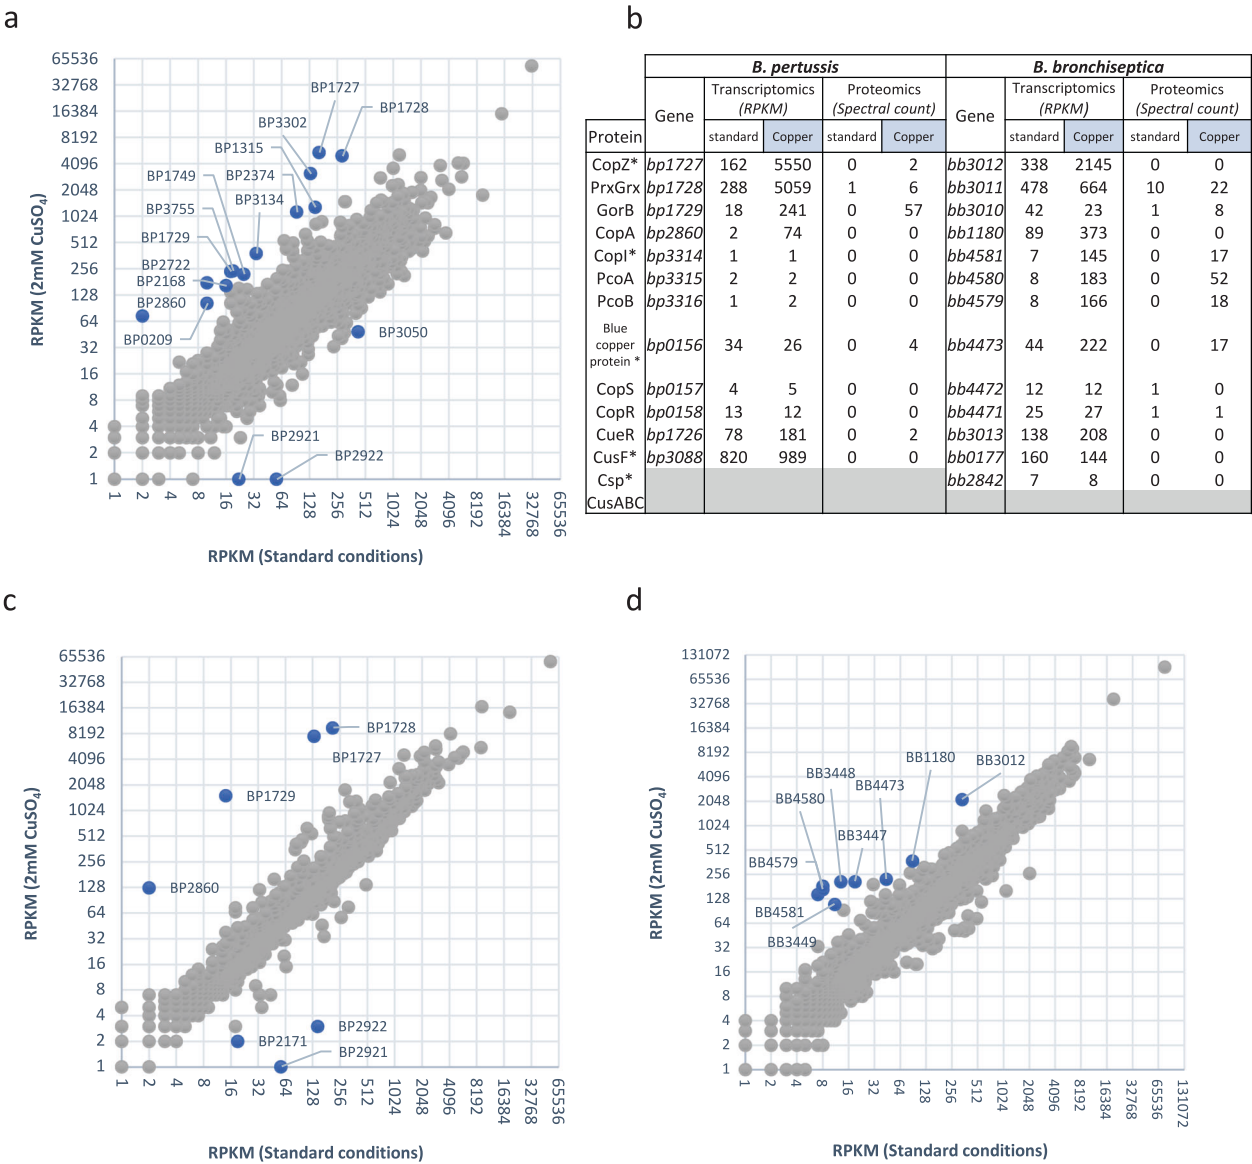 a
65536
32768
16384
8192
4096
2048
1024
512
256
128
64
32
16
8
4
2
1
RPKM (2mM CuSO4)
BP1727
BP1728
BP3302
BP1315
BP1749
BP2374
BP3134
BP3755
BP1729
BP2722
BP2168
BP2860
BP0209
BP3050
BP2921
BP2922
1 2 4 8 16 32 64 128 256 512 1024 2048 4096 8192 16384 32768 65536
RPKM (Standard conditions)
b
B. pertussis B. bronchiseptica
Gene Transcriptomics (RPKM) Proteomics (Spectral count) Gene Transcriptomics (RPKM) Proteomics (Spectral count)
Protein standard Copper standard Copper standard Copper standard Copper
CopZ* bp1727 162 5550 0 2 bb3012 338 2145 0 0
PrxGrx bp1728 288 5059 1 6 bb3011 478 664 10 22
GorB bp1729 18 241 0 57 bb3010 42 23 1 8
CopA bp2860 2 74 0 0 bb1180 89 373 0 0
CopI* bp3314 1 1 0 0 bb4581 7 145 0 17
PcoA bp3315 2 2 0 0 bb4580 8 183 0 52
PcoB bp3316 1 2 0 0 bb4579 8 166 0 18
Blue
copper
protein * bp0156 34 26 0 4 bb4473 44 222 0 17
CopS bp0157 4 5 0 0 bb4472 12 12 1 0
CopR bp0158 13 12 0 0 bb4471 25 27 1 1
CueR bp1726 78 181 0 2 bb3013 138 208 0 0
CusF* bp3088 820 989 0 0 bb0177 160 144 0 0
Csp* bb2842 7 8 0 0
CusABC
c
65536
32768
16384
8192
4096
2048
1024
512
256
128
64
32
16
8
4
2
1
RPKM (2mM CuSO4)
BP1728
BP1727
BP1729
BP2860
BP2922
BP2171
BP2921
1 2 4 8 16 32 64 128 256 512 1024 2048 4096 8192 16384 32768 65536
RPKM (Standard conditions)
d
131072
65536
32768
16384
8192
4096
2048
1024
512
256
128
64
32
16
8
4
2
1
RPKM (2mM CuSO4)
BB1180
BB3012
BB3448
BB4473
BB4580
BB3447
BB4579
BB4581
BB3449
1 2 4 8 16 32 64 128 256 512 1024 2048 4096 8192 16384 32768 65536 131072
RPKM (Standard conditions)